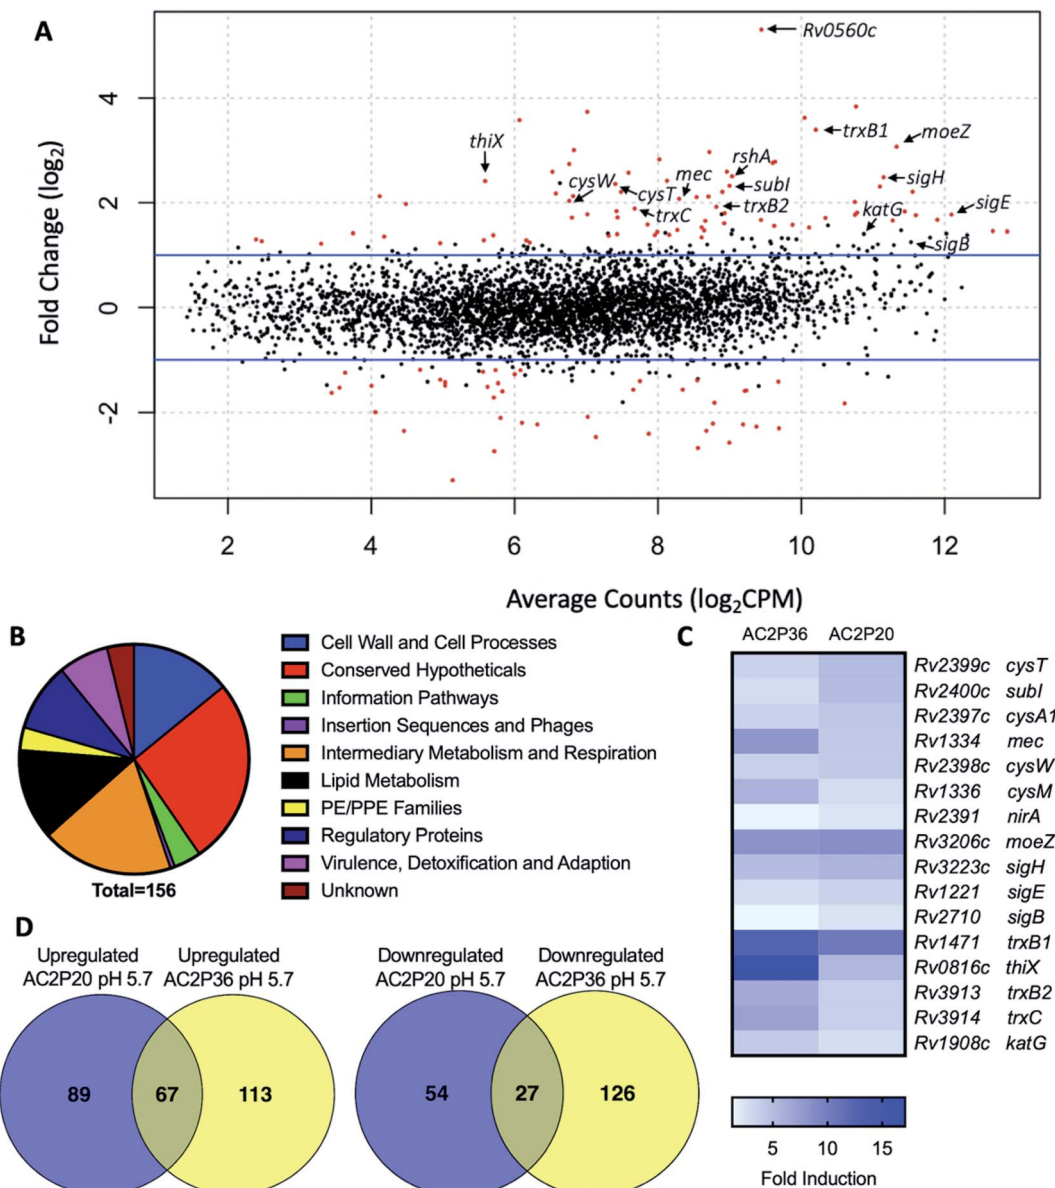 A
Rv0560c
trxB1
moeZ
thiX
rshA
mec
cysW
cysT
subI
sigH
trxC
trxB2
katG
sigE
sigB
Fold Change (log2)
4
2
0
-2
2 4 6 8 10 12
Average Counts (log2CPM)
B
Total=156
Cell Wall and Cell Processes
Conserved Hypotheticals
Information Pathways
Insertion Sequences and Phages
Intermediary Metabolism and Respiration
Lipid Metabolism
PE/PPE Families
Regulatory Proteins
Virulence, Detoxification and Adaption
Unknown
C
AC2P36 AC2P20
Rv2399c cysT
Rv2400c subI
Rv2397c cysA1
Rv1334 mec
Rv2398c cysW
Rv1336 cysM
Rv2391 nirA
Rv3206c moeZ
Rv3223c sigH
Rv1221 sigE
Rv2710 sigB
Rv1471 trxB1
Rv0816c thiX
Rv3913 trxB2
Rv3914 trxC
Rv1908c katG
5 10 15
Fold Induction
D
Upregulated
AC2P20 pH 5.7
Upregulated
AC2P36 pH 5.7
89 67 113
Downregulated
AC2P20 pH 5.7
Downregulated
AC2P36 pH 5.7
54 27 126